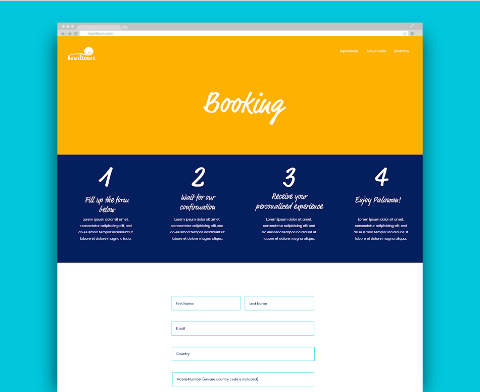 Booking
1
Fill up the form
below
Lorem ipsum dolor sit amet,
consectetur adipiscing elit, sed
do eiusmod tempor incididunt ut
labore et dolore magna aliqua.
2
Wait for our
confirmation
Lorem ipsum dolor sit amet,
consectetur adipiscing elit, sed
do eiusmod tempor incididunt ut
labore et dolore magna aliqua.
3
Receive your
personalized experience
Lorem ipsum dolor sit amet,
consectetur adipiscing elit, sed
do eiusmod tempor incididunt ut
labore et dolore magna aliqua.
4
Enjoy Palawan!
Lorem ipsum dolor sit amet,
consectetur adipiscing elit, sed
do eiusmod tempor incididunt ut
labore et dolore magna aliqua.
First Name
Last Name
Email
Country
Mobile Number